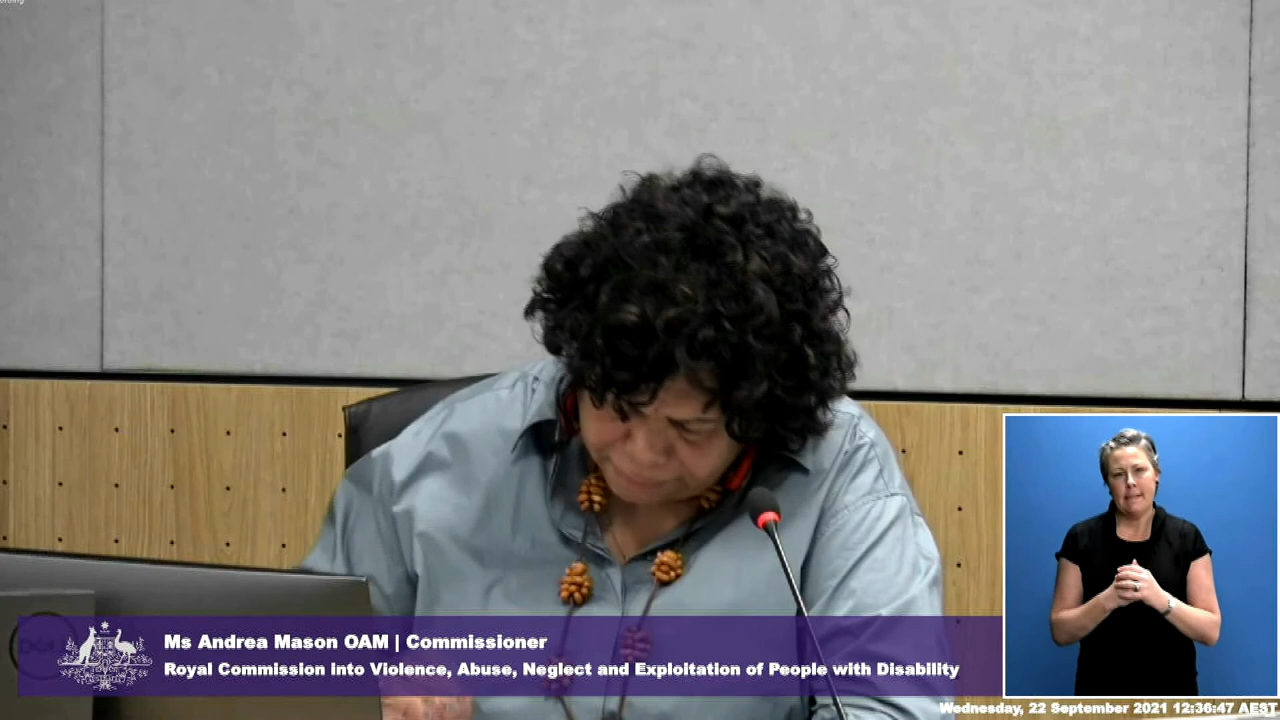 Ms Andrea Mason OAM | Commissioner
Royal Commission into Violence, Abuse, Neglect and Exploitation of People with Disability
Wednesday, 22 September 2021 12:36:47 AEST